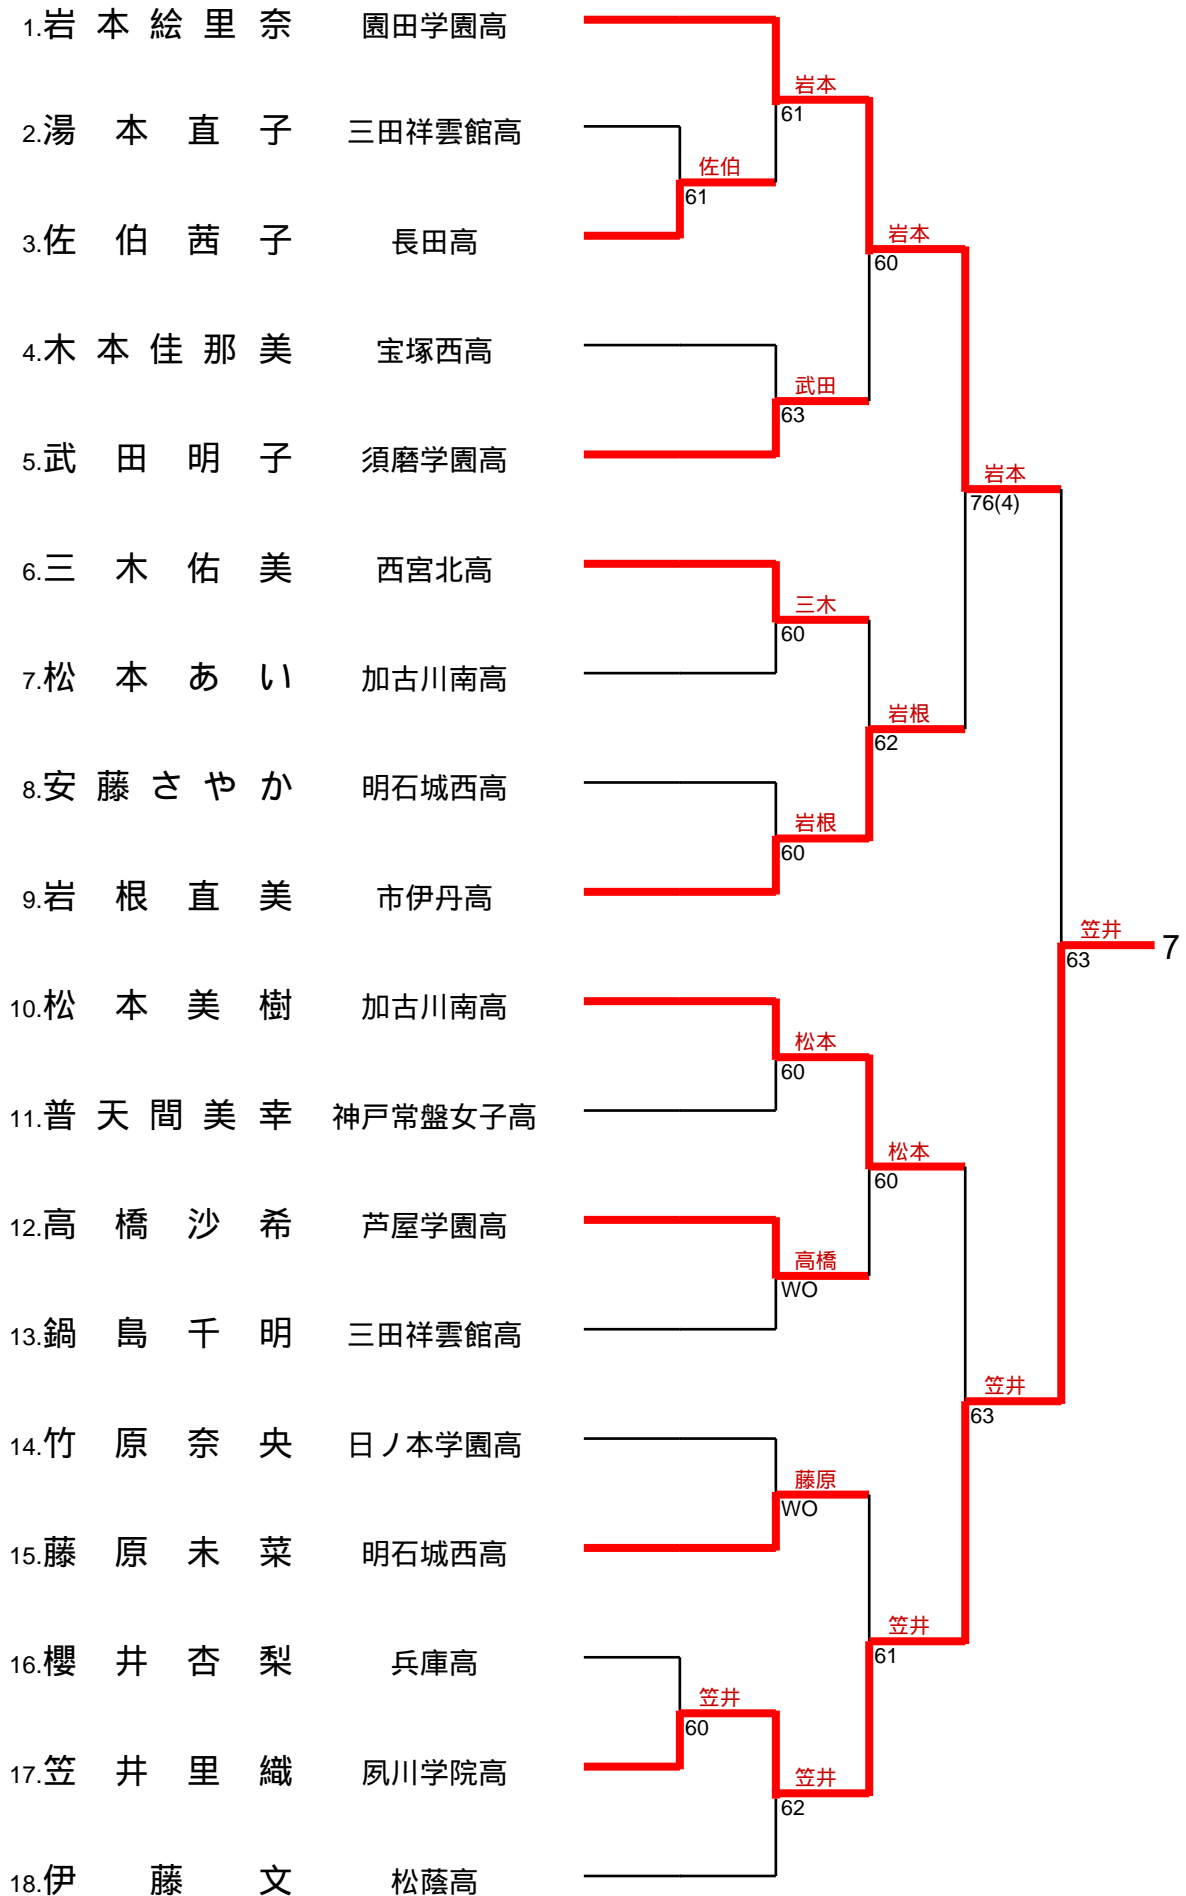 1.岩本絵里奈 園田学園高
岩本
61
2.湯本直子 三田祥雲館高
佐伯
61
3.佐伯茜子 長田高
岩本
60
4.木本佳那美 宝塚西高
武田
63
5.武田明子 須磨学園高
岩本
76(4)
6.三木佑美 西宮北高
三木
60
7.松本あい 加古川南高
岩根
62
8.安藤さやか 明石城西高
岩根
60
9.岩根直美 市伊丹高
笠井
63
7
10.松本美樹 加古川南高
松本
60
11.普天間美幸 神戸常盤女子高
松本
60
12.高橋沙希 芦屋学園高
高橋
WO
13.鍋島千明 三田祥雲館高
笠井
63
14.竹原奈央 日ノ本学園高
藤原
WO
15.藤原未菜 明石城西高
笠井
61
16.櫻井杏梨 兵庫高
笠井
60
17.笠井里織 夙川学院高
笠井
62
18.伊藤文 松蔭高